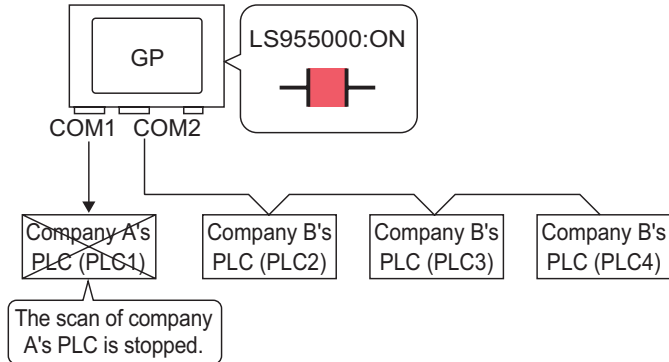 GP
LS955000:ON
COM1
COM2
Company A's
PLC (PLC1)
Company B's
PLC (PLC2)
Company B's
PLC (PLC3)
Company B's
PLC (PLC4)
The scan of company
A's PLC is stopped.